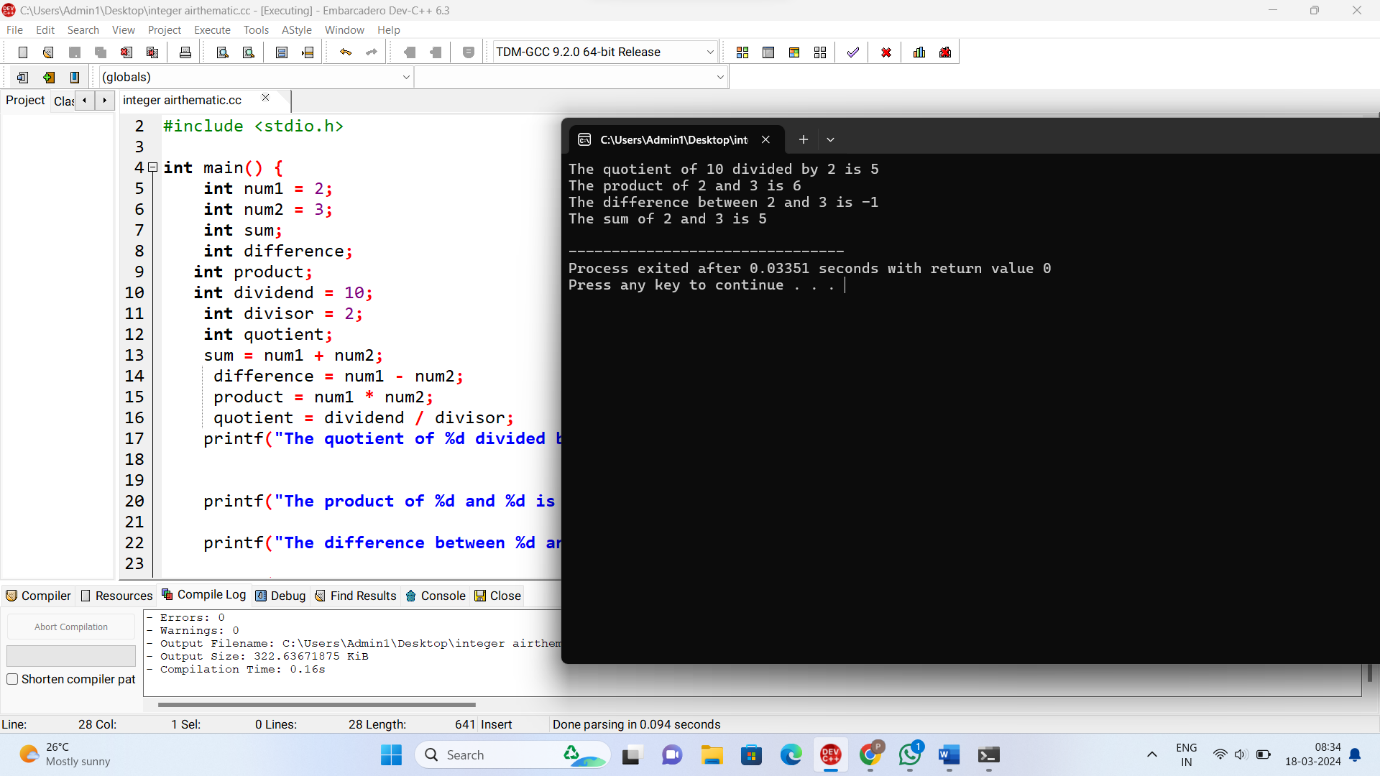 C:\Users\Admin1\Desktop\integer airthematic.cc - [Executing] - Embarcadero Dev-C++ 6.3
File Edit Search View Project Execute Tools AStyle Window Help
TDM-GCC 9.2.0 64-bit Release
(globals)
Project Clas
integer airthematic.cc
2 #include <stdio.h>
3
4 int main() {
5 int num1 = 2;
6 int num2 = 3;
7 int sum;
8 int difference;
9 int product;
10 int dividend = 10;
11 int divisor = 2;
12 int quotient;
13 sum = num1 + num2;
14 difference = num1 - num2;
15 product = num1 * num2;
16 quotient = dividend / divisor;
17 printf("The quotient of %d divided b
18
19
20 printf("The product of %d and %d is
21
22 printf("The difference between %d an
23
C:\Users\Admin1\Desktop\int
The quotient of 10 divided by 2 is 5
The product of 2 and 3 is 6
The difference between 2 and 3 is -1
The sum of 2 and 3 is 5
--------------------------------
Process exited after 0.03351 seconds with return value 0
Press any key to continue . . .
Compiler Resources Compile Log Debug Find Results Console Close
Abort Compilation
Shorten compiler pat
- Errors: 0
- Warnings: 0
- Output Filename: C:\Users\Admin1\Desktop\integer airthem
- Output Size: 322.63671875 KiB
- Compilation Time: 0.16s
Line: 28 Col: 1 Sel: 0 Lines: 28 Length: 641 Insert Done parsing in 0.094 seconds
26°C
Mostly sunny
Search
DEV C++
P
1
ENG
IN
08:34
18-03-2024